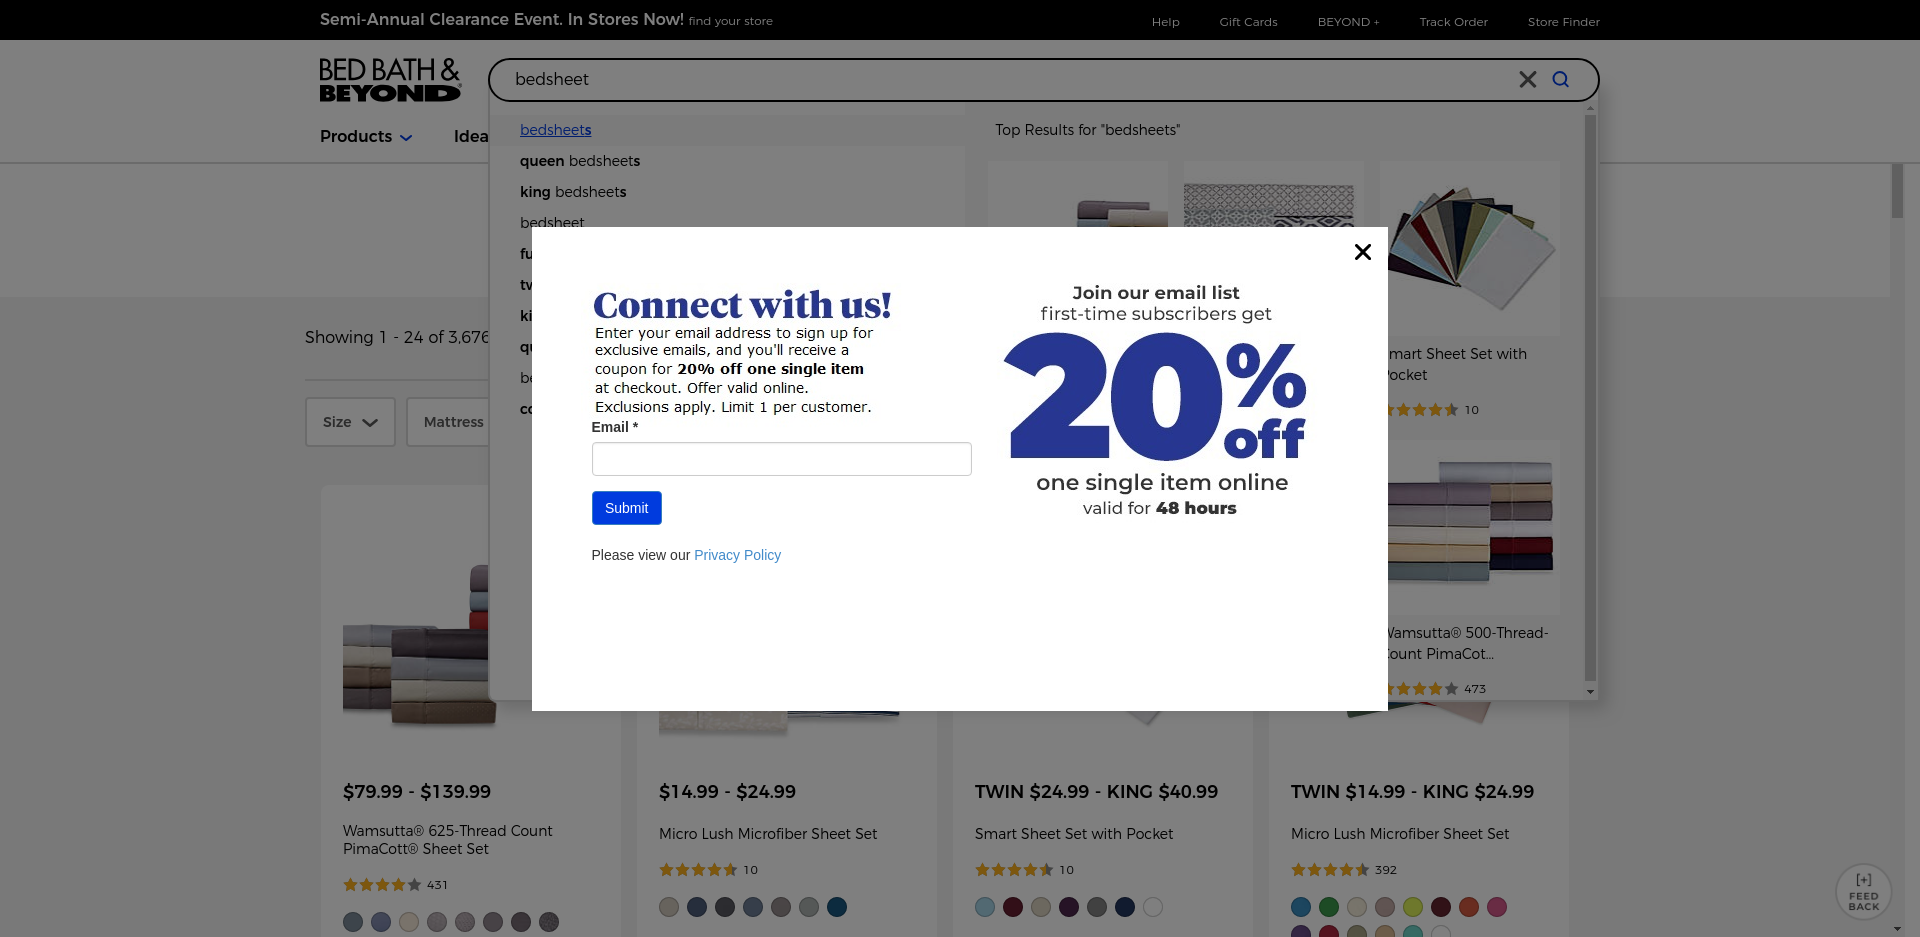 Semi-Annual Clearance Event. In Stores Now! find your store
Help
Gift Cards
BEYOND +
Track Order
Store Finder
BED BATH &
BEYOND
bedsheet
Products
Idea
bedsheets
queen bedsheets
king bedsheets
bedsheet
Top Results for "bedsheets"
Connect with us!
Enter your email address to sign up for
exclusive emails, and you'll receive a
coupon for 20% off one single item
at checkout. Offer valid online.
Exclusions apply. Limit 1 per customer.
Email *
Submit
Please view our Privacy Policy
Join our email list
first-time subscribers get
20% off
one single item online
valid for 48 hours
Showing 1 - 24 of 3,676
Size
Mattress
mart Sheet Set with
ocket
10
Wamsutta® 500-Thread-
ount PimaCot...
473
$79.99 - $139.99
Wamsutta® 625-Thread Count
PimaCott® Sheet Set
431
$14.99 - $24.99
Micro Lush Microfiber Sheet Set
10
TWIN $24.99 - KING $40.99
Smart Sheet Set with Pocket
10
TWIN $14.99 - KING $24.99
Micro Lush Microfiber Sheet Set
392
[+]
FEED
BACK